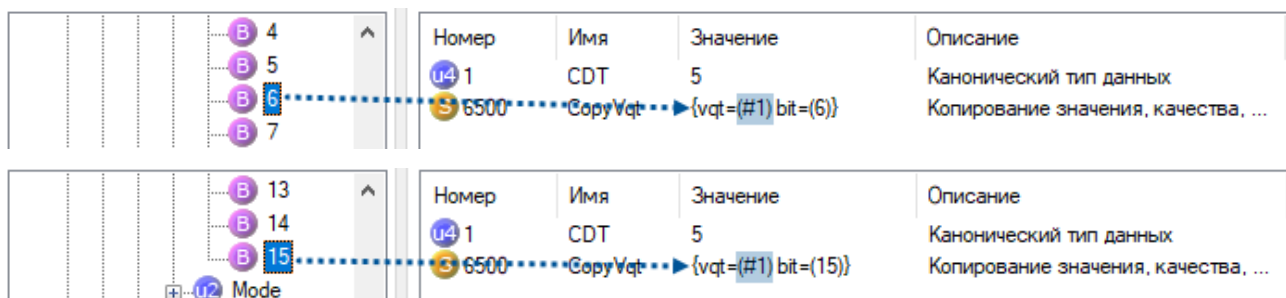 4
5
6
7
Номер Имя Значение Описание
u4 1 CDT 5 Канонический тип данных
S 6500 CopyVqt {vqt=(#1) bit=(6)} Копирование значения, качества, ...
13
14
15
Mode
Номер Имя Значение Описание
u4 1 CDT 5 Канонический тип данных
S 6500 CopyVqt {vqt=(#1) bit=(15)} Копирование значения, качества, ...